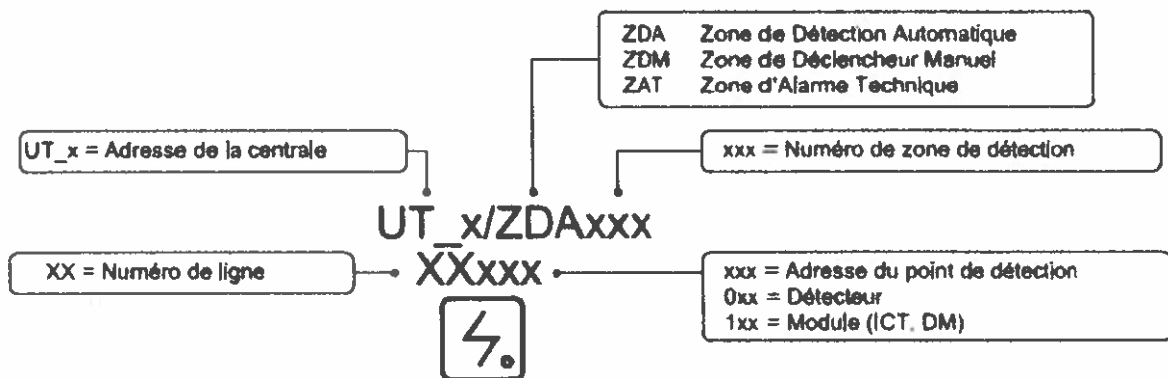 ZDA Zone de Détection Automatique
ZDM Zone de Déclencheur Manuel
ZAT Zone d'Alarme Technique
UT_x = Adresse de la centrale
xxx = Numéro de zone de détection
UT_x/ZDAxxx
XX = Numéro de ligne
XXxxx
xxx = Adresse du point de détection
0xx = Détecteur
1xx = Module (ICT, DM)